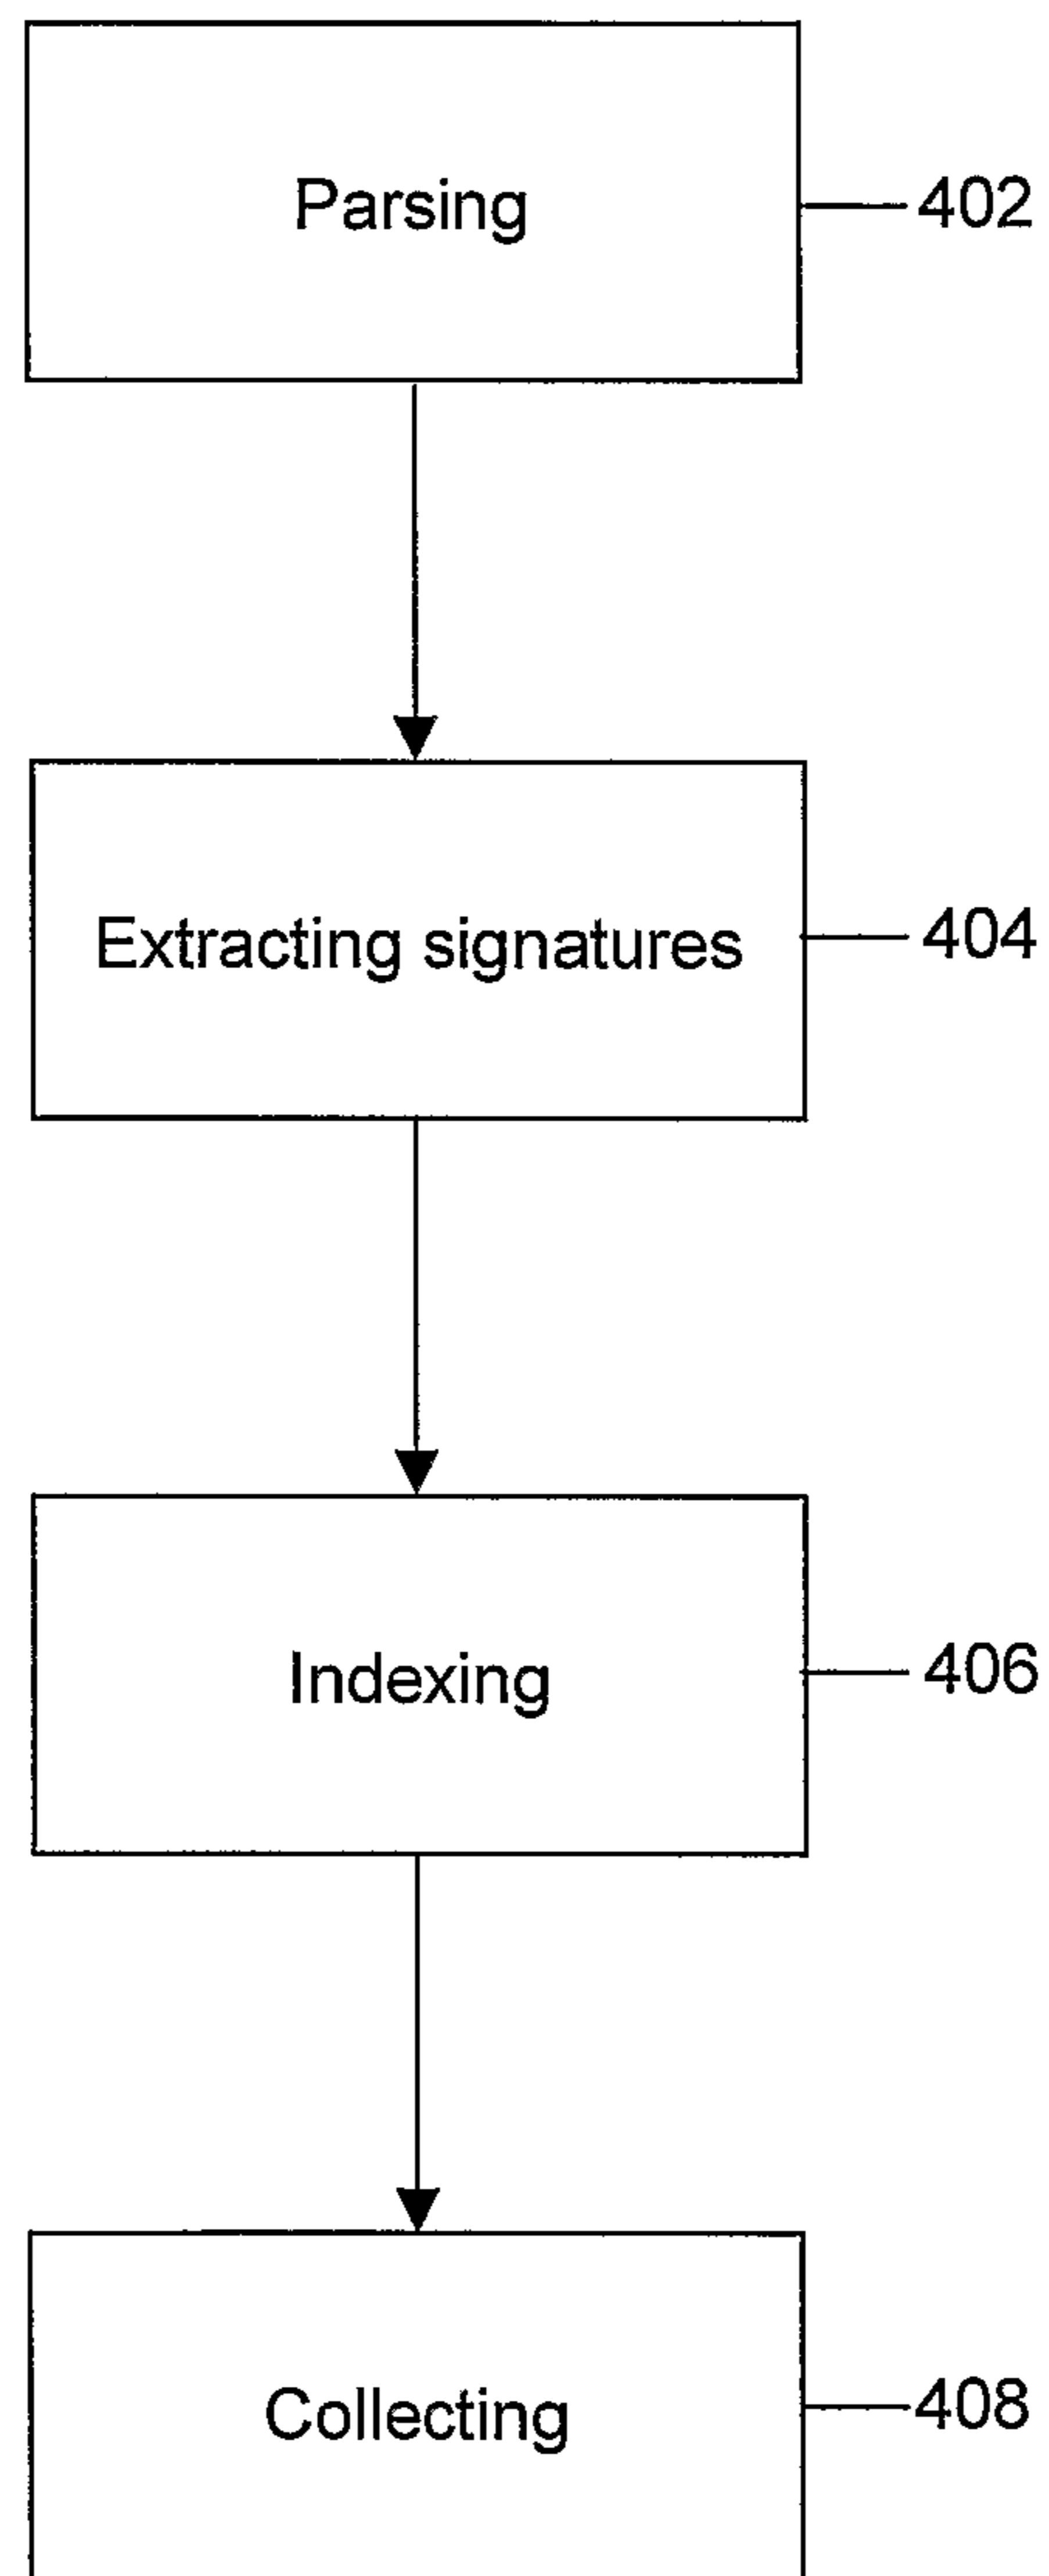 Parsing
402
Extracting signatures
404
Indexing
406
Collecting
408